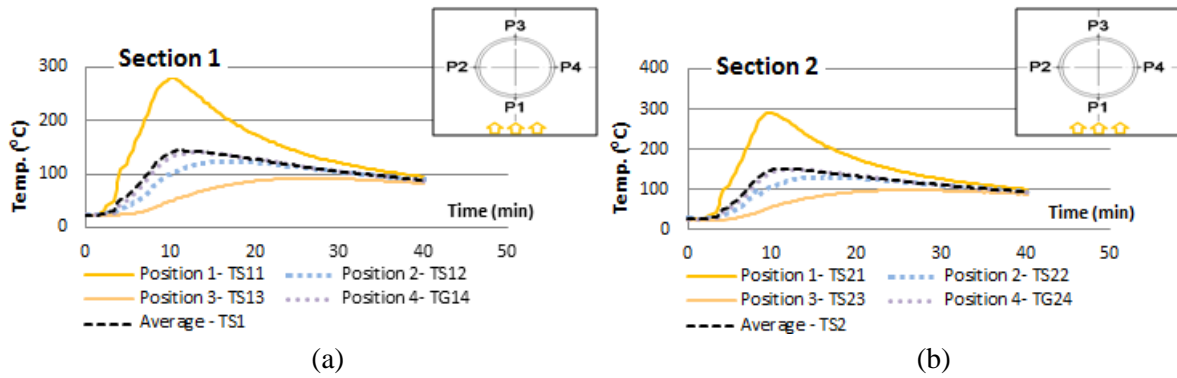 Section 1
P3
P2 P4
P1
300
200
100
0
Temp. (°C)
Time (min)
0 10 20 30 40 50
Position 1- TS11 Position 2- TS12
Position 3- TS13 Position 4- TG14
Average - TS1
(a)
Section 2
P3
P2 P4
P1
400
300
200
100
0
Temp. (°C)
Time (min)
0 10 20 30 40 50
Position 1- TS21 Position 2- TS22
Position 3- TS23 Position 4- TG24
Average - TS2
(b)